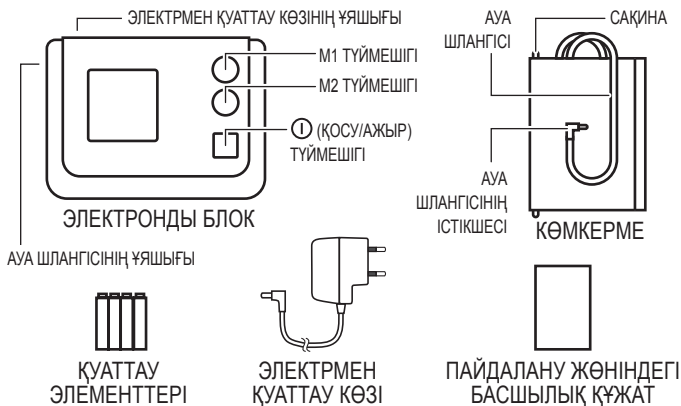 ЭЛЕКТРМЕН ҚУАТТАУ КӨЗІНІҢ ҰЯШЫҒЫ
М1 ТҮЙМЕШІГІ
М2 ТҮЙМЕШІГІ
(ҚОСУ/АЖЫР)
ТҮЙМЕШІГІ
ЭЛЕКТРОНДЫ БЛОК
АУА ШЛАНГІСІНІҢ ҰЯШЫҒЫ
АУА
ШЛАНГІСІ
САҚИНА
АУА
ШЛАНГІСІНІҢ
ІСТІКШЕСІ
КӨМКЕРМЕ
ҚУАТТАУ
ЭЛЕМЕНТТЕРІ
ЭЛЕКТРМЕН
ҚУАТТАУ КӨЗІ
ПАЙДАЛАНУ ЖӨНІНДЕГІ
БАСШЫЛЫҚ ҚҰЖАТ